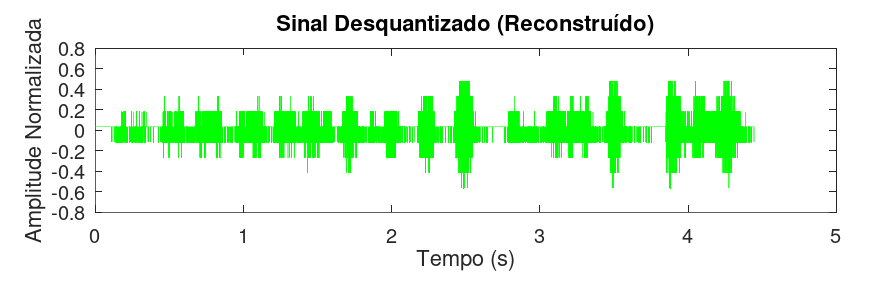 Sinal Desquantizado (Reconstruído)
Amplitude Normalizada
0.8
0.6
0.4
0.2
0
-0.2
-0.4
-0.6
-0.8
0 1 2 3 4 5
Tempo (s)